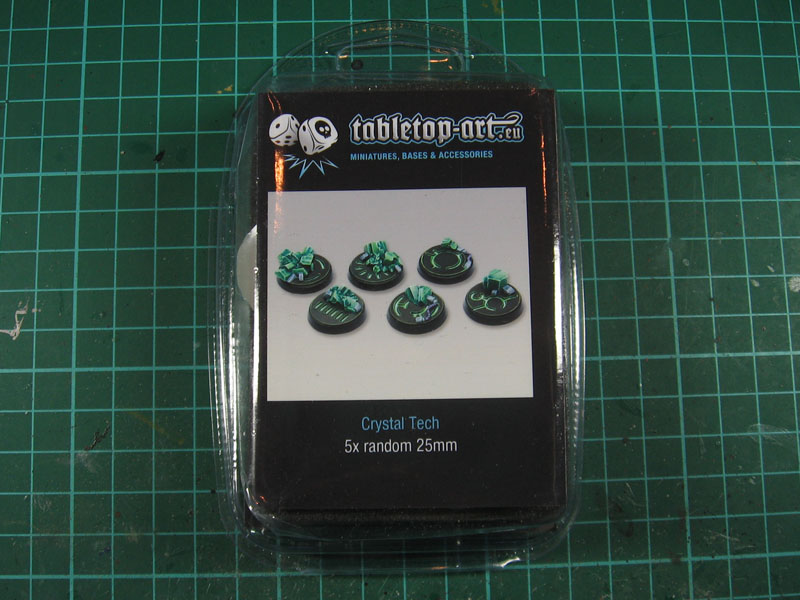 tabletop-art.eu
MINIATURES, BASES & ACCESSORIES
Crystal Tech
5x random 25mm